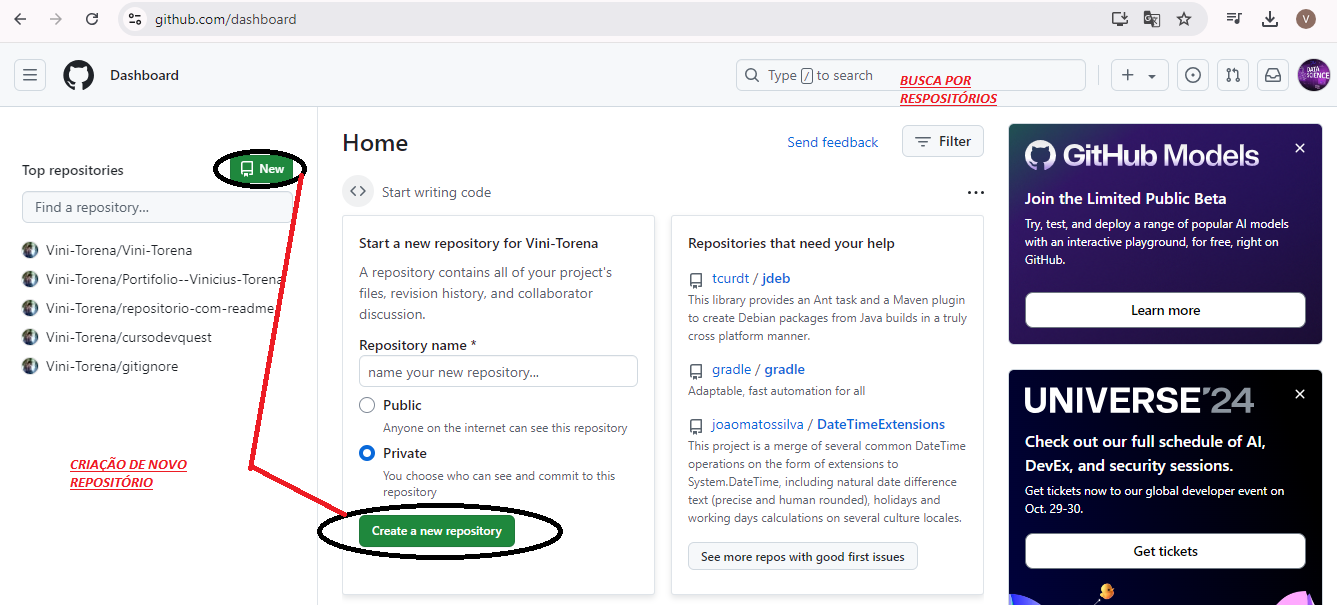 github.com/dashboard
V
Dashboard
Type / to search
BUSCA POR
RESPOSITÓRIOS
DATA
SCIENCE
Top repositories
New
Find a repository...
Vini-Torena/Vini-Torena
Vini-Torena/Portifolio--Vinicius-Torena
Vini-Torena/repositorio-com-readme
Vini-Torena/cursodevquest
Vini-Torena/gitignore
CRIAÇÃO DE NOVO
REPOSITÓRIO
Home
Send feedback
Filter
Start writing code
Start a new repository for Vini-Torena
A repository contains all of your project's
files, revision history, and collaborator
discussion.
Repository name *
name your new repository...
Public
Anyone on the internet can see this repository
Private
You choose who can see and commit to this
repository
Create a new repository
Repositories that need your help
tcurdt / jdeb
This library provides an Ant task and a Maven plugin
to create Debian packages from Java builds in a truly
cross platform manner.
gradle / gradle
Adaptable, fast automation for all
joaomatossilva / DateTimeExtensions
This project is a merge of several common DateTime
operations on the form of extensions to
System.DateTime, including natural date difference
text (precise and human rounded), holidays and
working days calculations on several culture locales.
See more repos with good first issues
GitHub Models
Join the Limited Public Beta
Try, test, and deploy a range of popular AI models
with an interactive playground, for free, right on
GitHub.
Learn more
UNIVERSE'24
Check out our full schedule of AI,
DevEx, and security sessions.
Get tickets now to our global developer event on
Oct. 29-30.
Get tickets